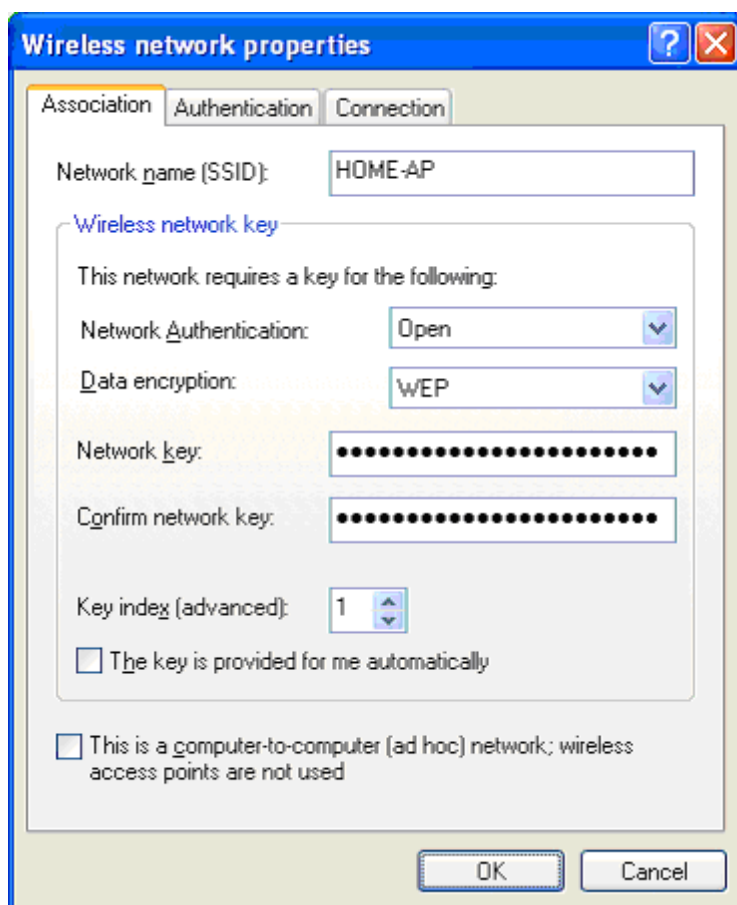 Wireless network properties
Association
Authentication
Connection
Network name (SSID):
HOME-AP
Wireless network key
This network requires a key for the following:
Network Authentication:
Open
Data encryption:
WEP
Network key:
•••••••••••••••••••••••
Confirm network key:
•••••••••••••••••••••••
Key index (advanced):
1
The key is provided for me automatically
This is a computer-to-computer (ad hoc) network; wireless
access points are not used
OK
Cancel